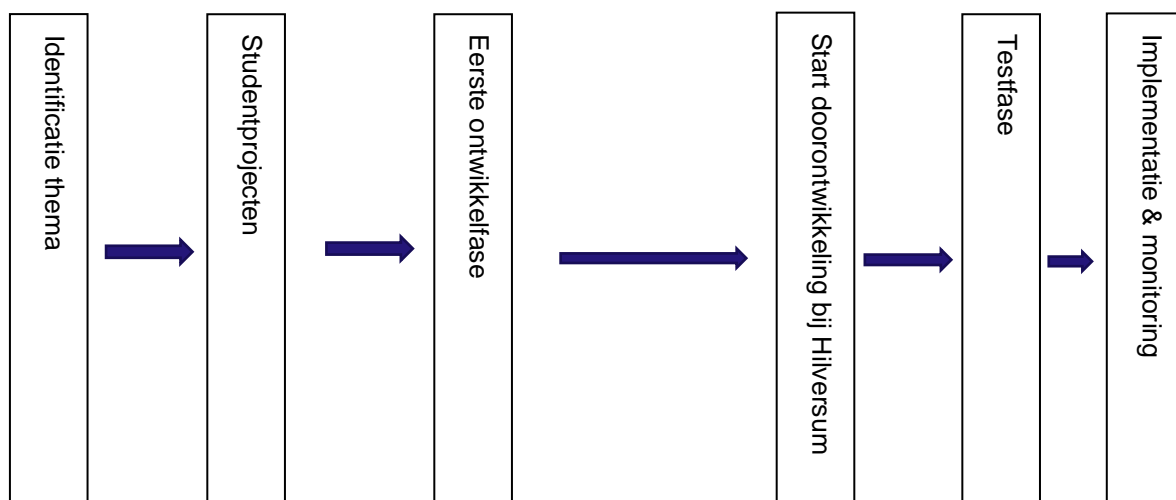 Identificatie thema
Studentprojecten
Eerste ontwikkelfase
Start doorontwikkeling bij Hilversum
Testfase
Implementatie & monitoring